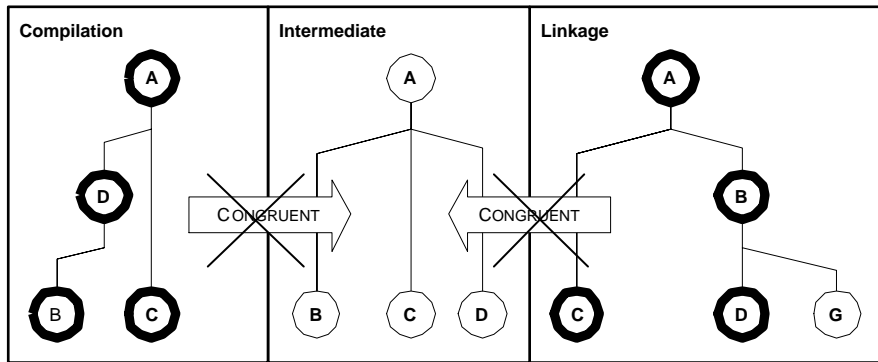 Compilation
Intermediate
Linkage
A
A
A
D
B
CONGRUENT
CONGRUENT
B
C
B
C
D
C
D
G